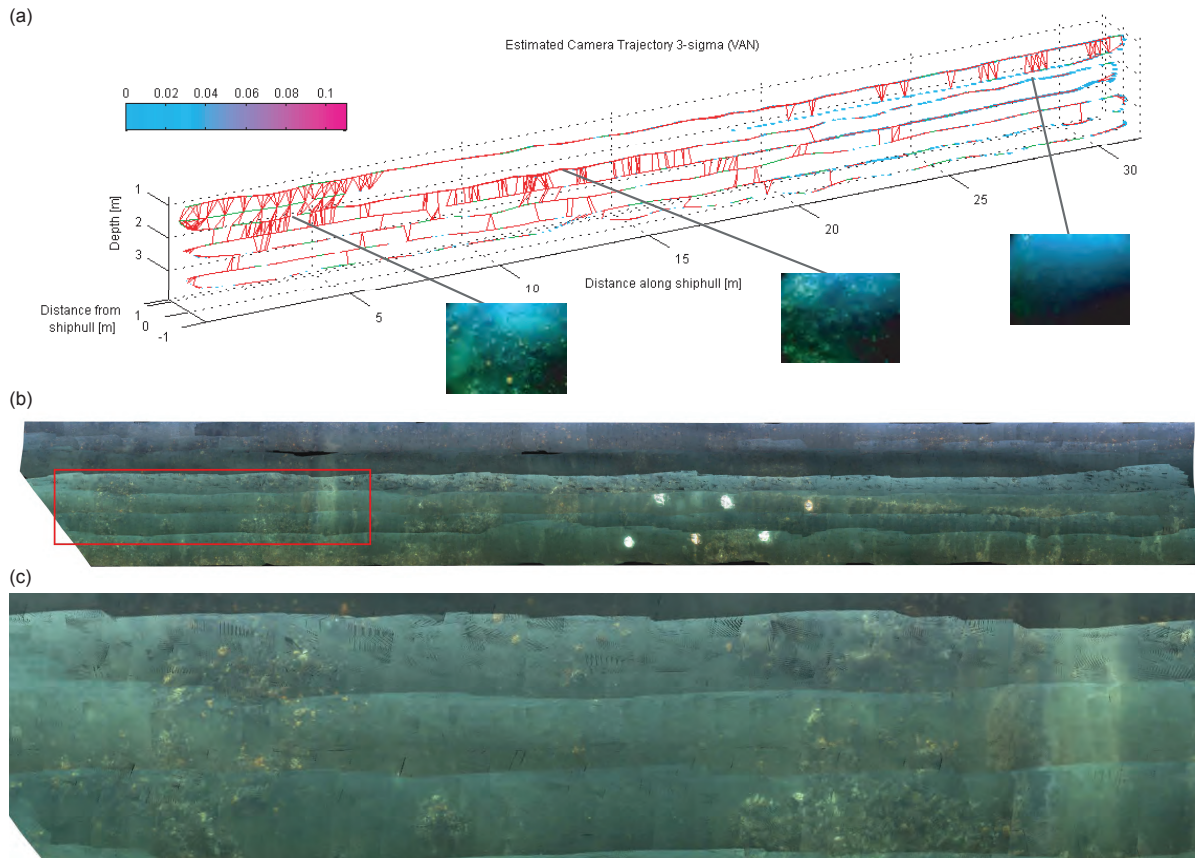 (a)
Estimated Camera Trajectory 3-sigma (VAN)
0 0.02 0.04 0.06 0.08 0.1
1
2
3
Depth [m]
Distance from
shiphull [m]
1
0
-1
5
10
15
20
25
30
Distance along shiphull [m]
(b)
(c)